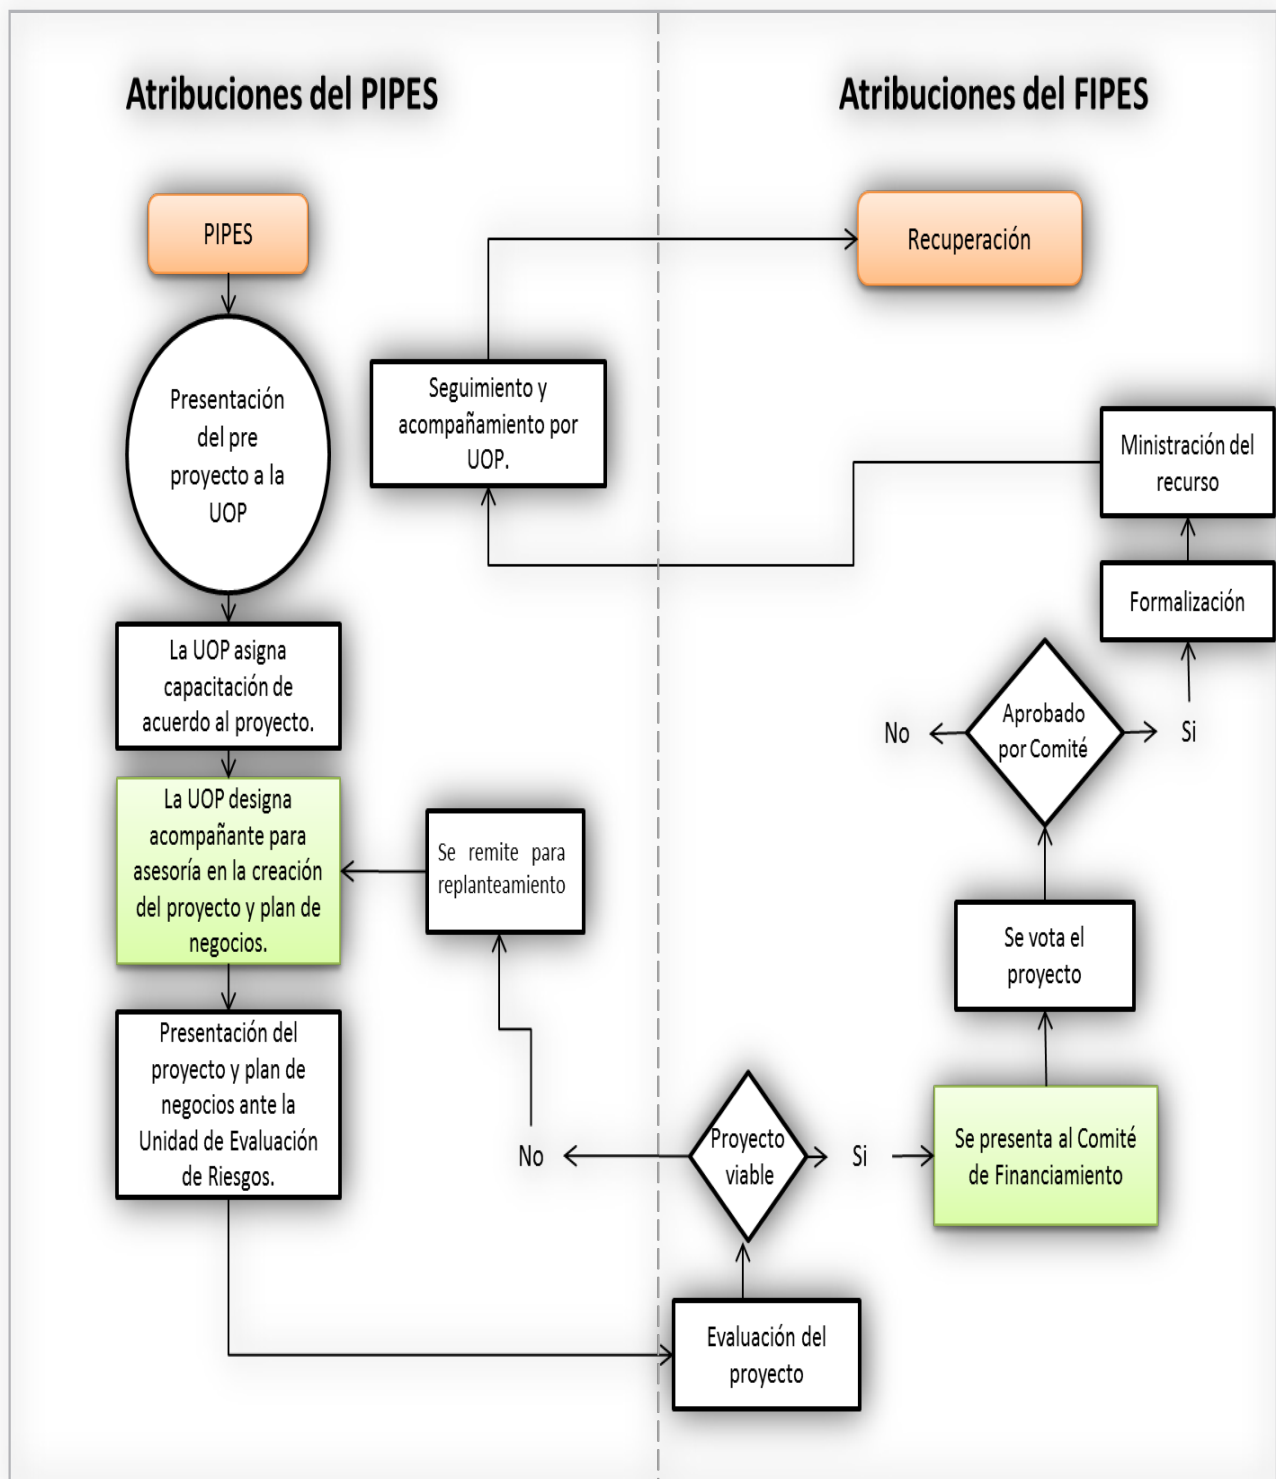 Atribuciones del PIPES
Atribuciones del FIPES
PIPES
Recuperación
Presentación
del pre
proyecto a la
UOP
Seguimiento y
acompañamiento por
UOP.
Ministración del
recurso
Formalización
La UOP asigna
capacitación de
acuerdo al proyecto.
Aprobado
por Comité
No
Si
La UOP designa
acompañante para
asesoría en la creación
del proyecto y plan de
negocios.
Se remite para
replanteamiento
Se vota el
proyecto
Presentación del
proyecto y plan de
negocios ante la
Unidad de Evaluación
de Riesgos.
No
Proyecto
viable
Si
Se presenta al Comité
de Financiamiento
Evaluación del
proyecto